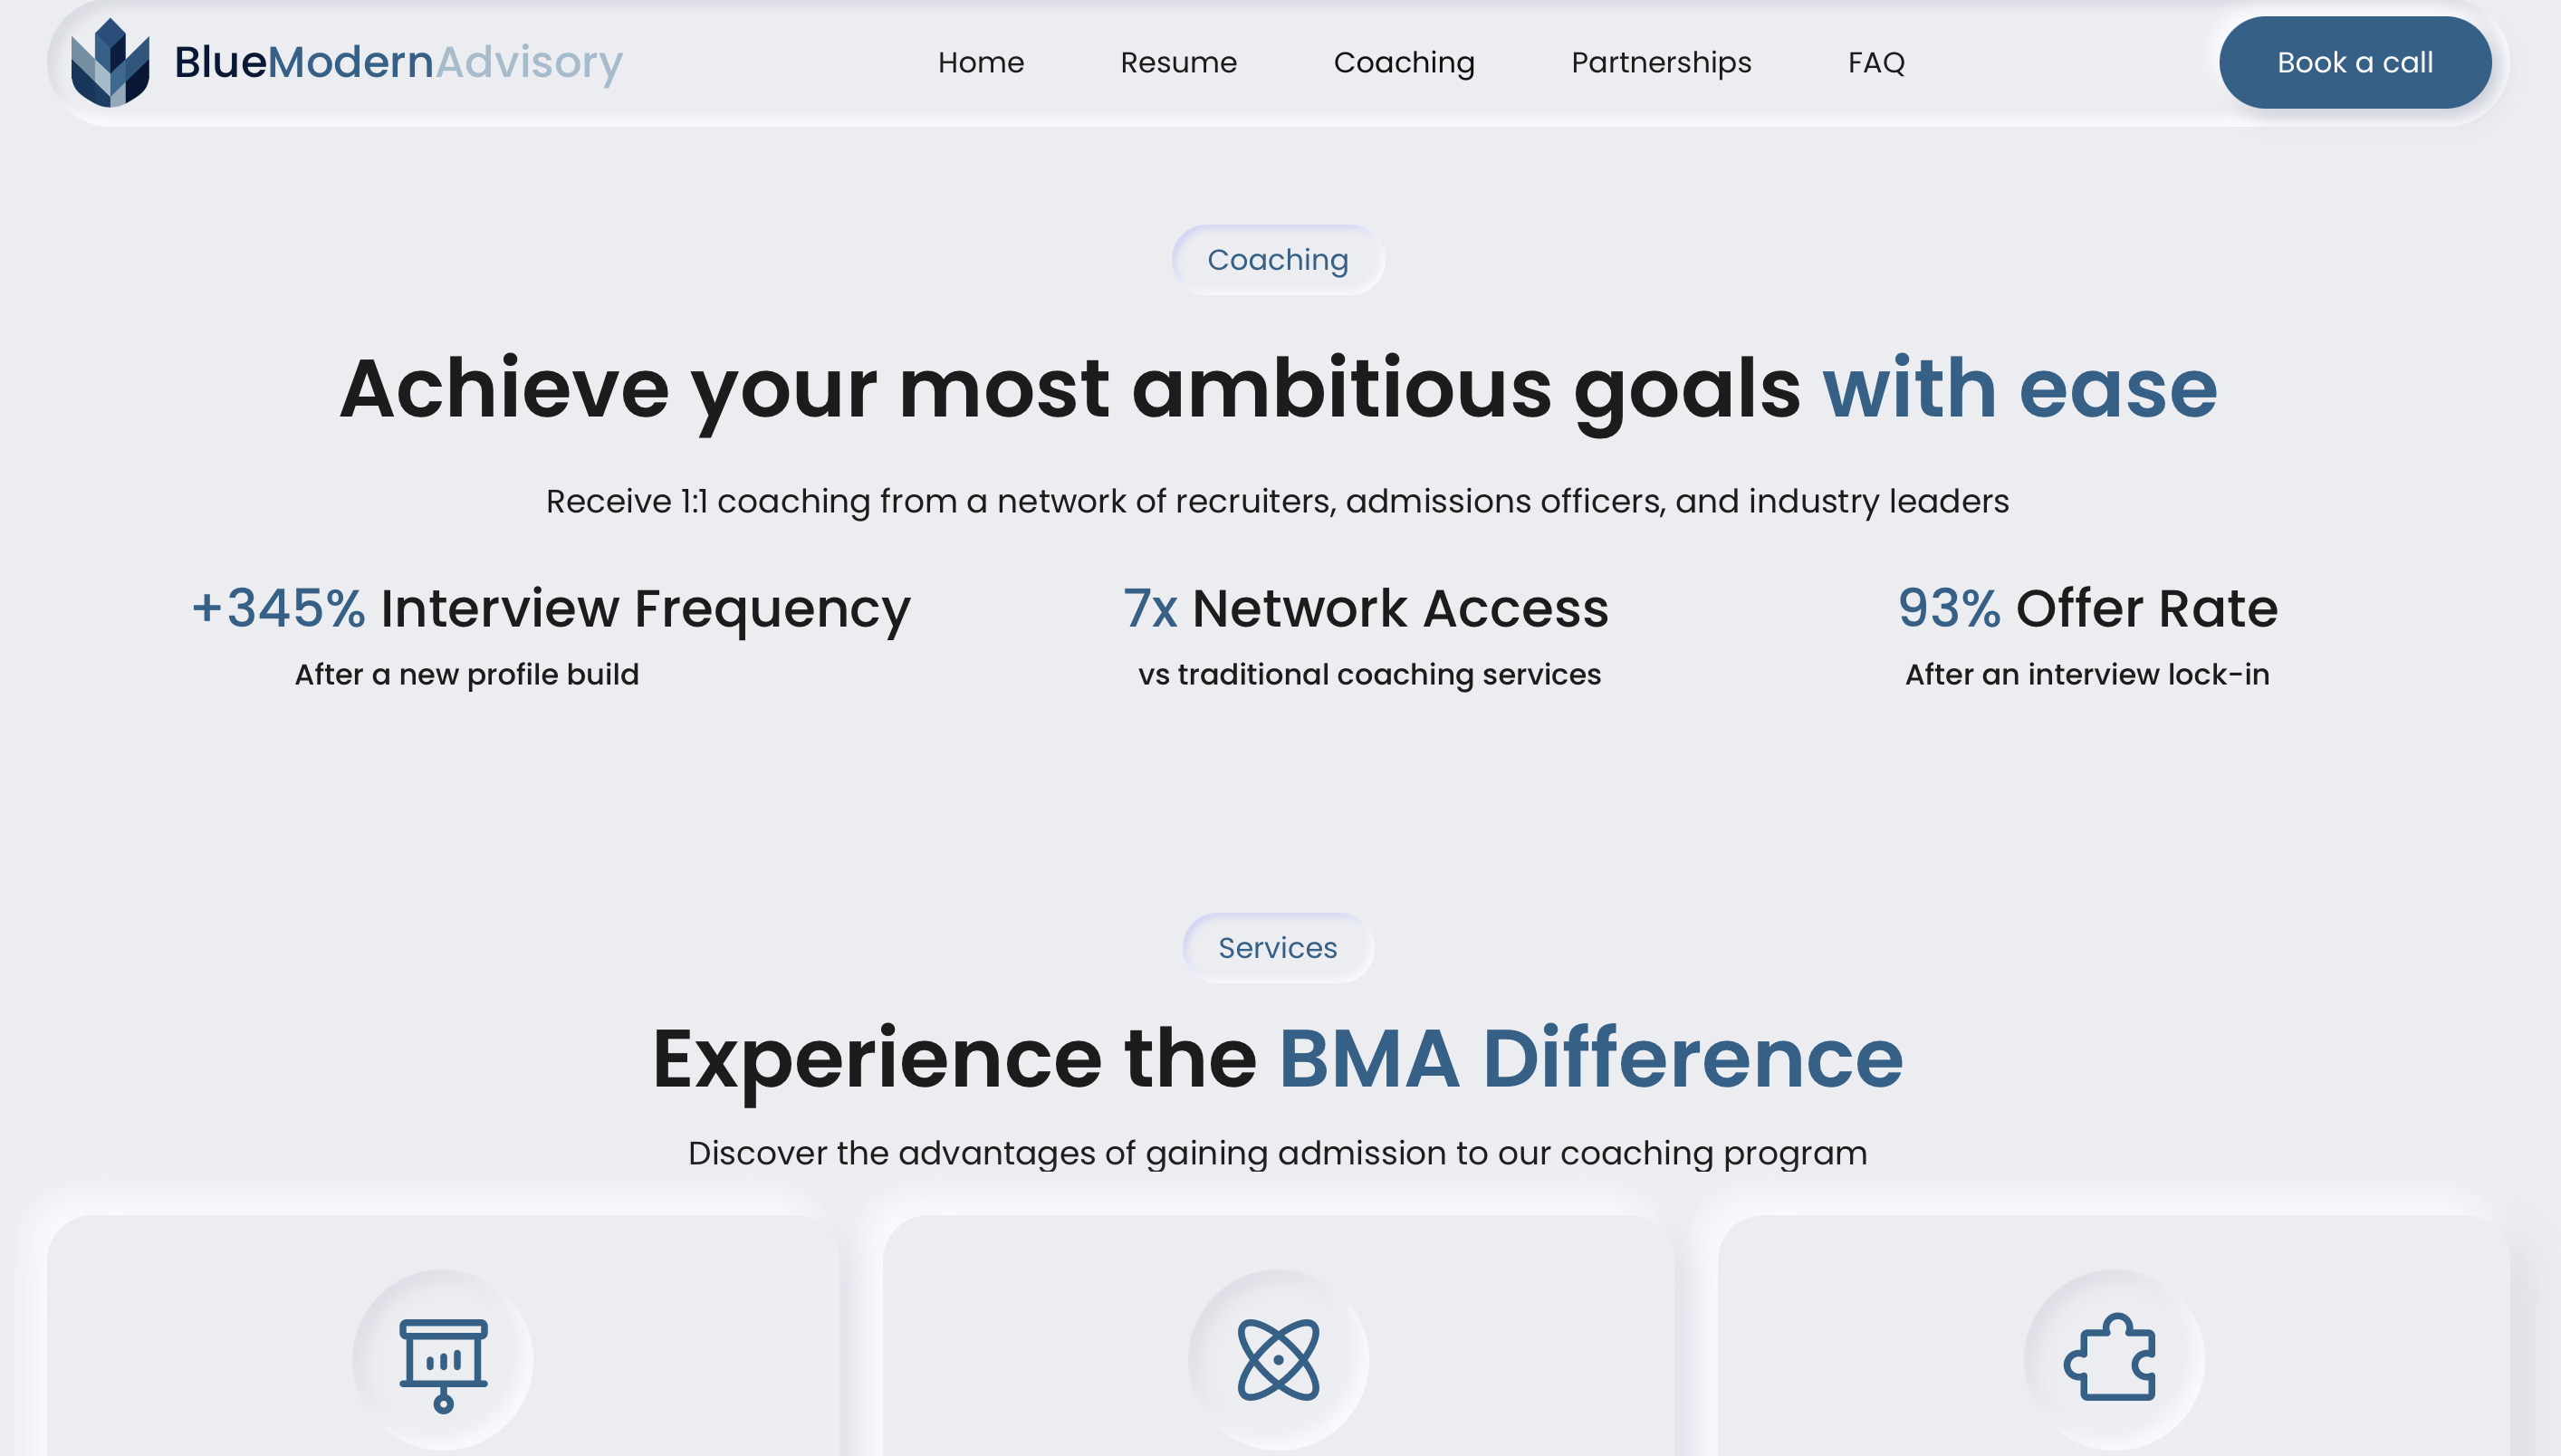 BlueModernAdvisory
Home Resume Coaching Partnerships FAQ
Book a call
Coaching
Achieve your most ambitious goals with ease
Receive 1:1 coaching from a network of recruiters, admissions officers, and industry leaders
+345% Interview Frequency
After a new profile build
7x Network Access
vs traditional coaching services
93% Offer Rate
After an interview lock-in
Services
Experience the BMA Difference
Discover the advantages of gaining admission to our coaching program